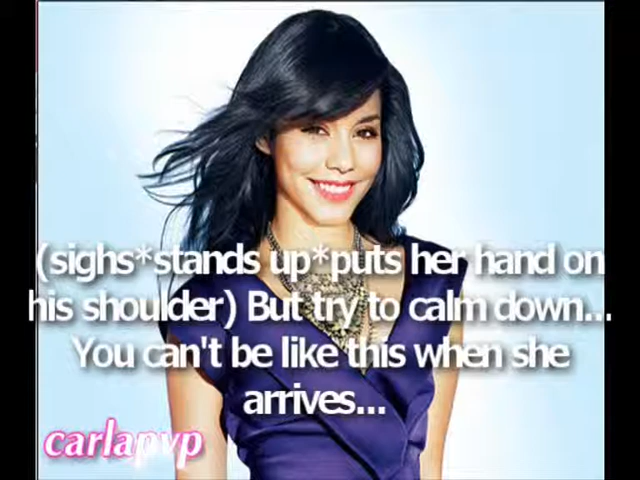 (sighs*stands up*puts her hand on
his shoulder) But try to calm down...
You can't be like this when she
arrives...
carlapvp